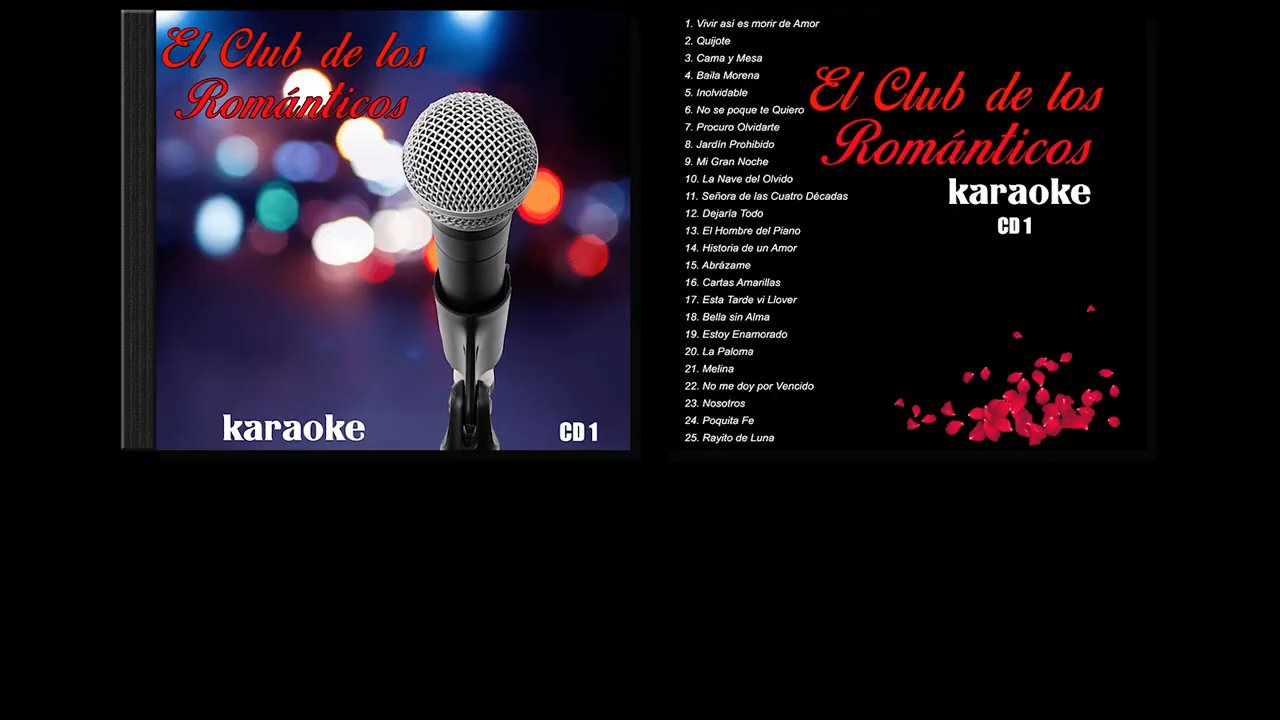 El Club de los
Románticos
karaoke
CD 1
1. Vivir así es morir de Amor
2. Quijote
3. Cama y Mesa
4. Baila Morena
5. Inolvidable
6. No se poque te Quiero
7. Procuro Olvidarte
8. Jardín Prohibido
9. Mi Gran Noche
10. La Nave del Olvido
11. Señora de las Cuatro Décadas
12. Dejaría Todo
13. El Hombre del Piano
14. Historia de un Amor
15. Abrázame
16. Cartas Amarillas
17. Esta Tarde vi Llover
18. Bella sin Alma
19. Estoy Enamorado
20. La Paloma
21. Melina
22. No me doy por Vencido
23. Nosotros
24. Poquita Fe
25. Rayito de Luna
El Club de los
Románticos
karaoke
CD 1